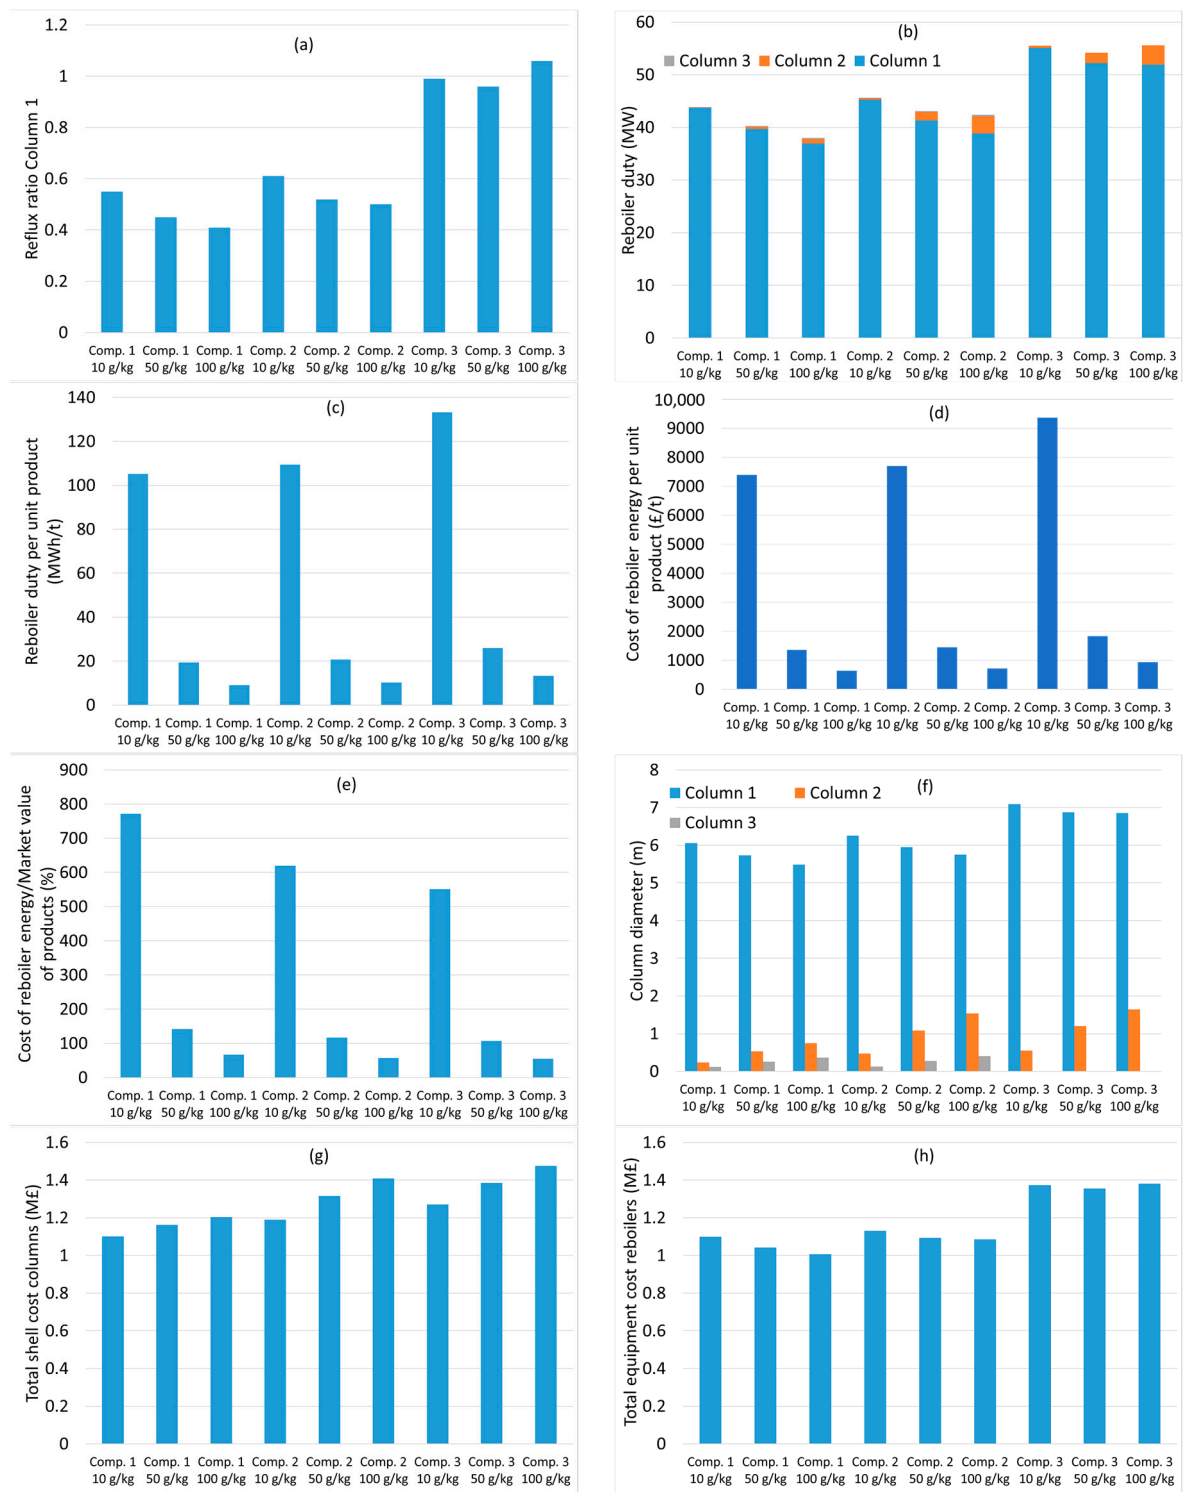 (a)
Reflux ratio Column 1
1.2
1
0.8
0.6
0.4
0.2
0
Comp. 1 Comp. 1 Comp. 1 Comp. 2 Comp. 2 Comp. 2 Comp. 3 Comp. 3 Comp. 3
10 g/kg 50 g/kg 100 g/kg 10 g/kg 50 g/kg 100 g/kg 10 g/kg 50 g/kg 100 g/kg
(b)
Column 3 Column 2 Column 1
Reboiler duty (MW)
60
50
40
30
20
10
0
Comp. 1 Comp. 1 Comp. 1 Comp. 2 Comp. 2 Comp. 2 Comp. 3 Comp. 3 Comp. 3
10 g/kg 50 g/kg 100 g/kg 10 g/kg 50 g/kg 100 g/kg 10 g/kg 50 g/kg 100 g/kg
(c)
Reboiler duty per unit product
(MWh/t)
140
120
100
80
60
40
20
0
Comp. 1 Comp. 1 Comp. 1 Comp. 2 Comp. 2 Comp. 2 Comp. 3 Comp. 3 Comp. 3
10 g/kg 50 g/kg 100 g/kg 10 g/kg 50 g/kg 100 g/kg 10 g/kg 50 g/kg 100 g/kg
(d)
Cost of reboiler energy per unit
product (£/t)
10,000
9000
8000
7000
6000
5000
4000
3000
2000
1000
0
Comp. 1 Comp. 1 Comp. 1 Comp. 2 Comp. 2 Comp. 2 Comp. 3 Comp. 3 Comp. 3
10 g/kg 50 g/kg 100 g/kg 10 g/kg 50 g/kg 100 g/kg 10 g/kg 50 g/kg 100 g/kg
(e)
Cost of reboiler energy/Market value
of products (%)
900
800
700
600
500
400
300
200
100
0
Comp. 1 Comp. 1 Comp. 1 Comp. 2 Comp. 2 Comp. 2 Comp. 3 Comp. 3 Comp. 3
10 g/kg 50 g/kg 100 g/kg 10 g/kg 50 g/kg 100 g/kg 10 g/kg 50 g/kg 100 g/kg
(f)
Column 1 Column 2
Column 3
Column diameter (m)
8
7
6
5
4
3
2
1
0
Comp. 1 Comp. 1 Comp. 1 Comp. 2 Comp. 2 Comp. 2 Comp. 3 Comp. 3 Comp. 3
10 g/kg 50 g/kg 100 g/kg 10 g/kg 50 g/kg 100 g/kg 10 g/kg 50 g/kg 100 g/kg
(g)
Total shell cost columns (M£)
1.6
1.4
1.2
1
0.8
0.6
0.4
0.2
0
Comp. 1 Comp. 1 Comp. 1 Comp. 2 Comp. 2 Comp. 2 Comp. 3 Comp. 3 Comp. 3
10 g/kg 50 g/kg 100 g/kg 10 g/kg 50 g/kg 100 g/kg 10 g/kg 50 g/kg 100 g/kg
(h)
Total equipment cost reboilers (M£)
1.6
1.4
1.2
1
0.8
0.6
0.4
0.2
0
Comp. 1 Comp. 1 Comp. 1 Comp. 2 Comp. 2 Comp. 2 Comp. 3 Comp. 3 Comp. 3
10 g/kg 50 g/kg 100 g/kg 10 g/kg 50 g/kg 100 g/kg 10 g/kg 50 g/kg 100 g/kg